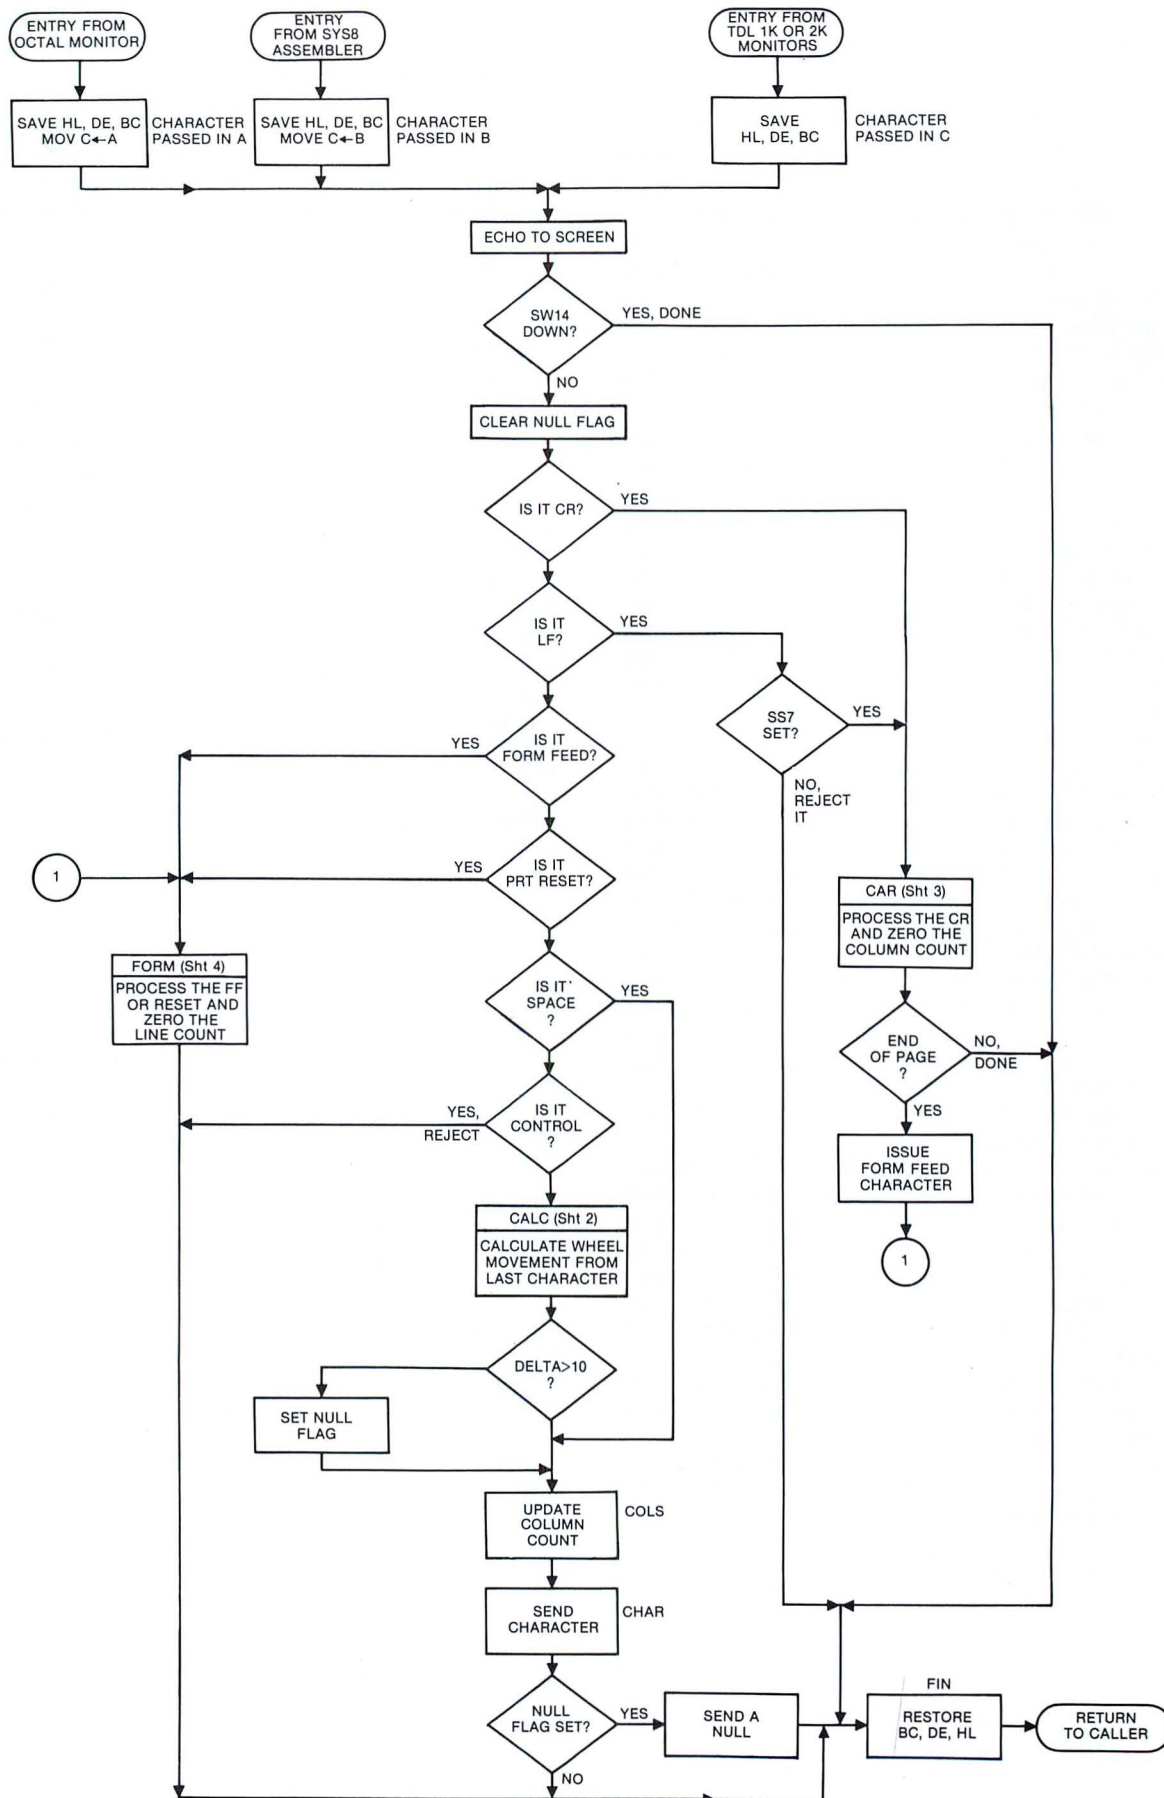 ENTRY FROM
OCTAL MONITOR
ENTRY
FROM SYS8
ASSEMBLER
ENTRY FROM
TDL 1K OR 2K
MONITORS
SAVE HL, DE, BC
MOV C←A
CHARACTER
PASSED IN A
SAVE HL, DE, BC
MOVE C←B
CHARACTER
PASSED IN B
SAVE
HL, DE, BC
CHARACTER
PASSED IN C
ECHO TO SCREEN
SW14
DOWN?
YES, DONE
NO
CLEAR NULL FLAG
IS IT CR?
YES
IS IT
LF?
YES
SS7
SET?
YES
NO,
REJECT
IT
IS IT
FORM FEED?
YES
1
IS IT
PRT RESET?
YES
CAR (Sht 3)
PROCESS THE CR
AND ZERO THE
COLUMN COUNT
FORM (Sht 4)
PROCESS THE FF
OR RESET AND
ZERO THE
LINE COUNT
IS IT
SPACE
?
YES
END
OF PAGE
?
NO,
DONE
YES
IS IT
CONTROL
?
YES,
REJECT
ISSUE
FORM FEED
CHARACTER
1
CALC (Sht 2)
CALCULATE WHEEL
MOVEMENT FROM
LAST CHARACTER
DELTA>10
?
SET NULL
FLAG
UPDATE
COLUMN
COUNT
COLS
SEND
CHARACTER
CHAR
NULL
FLAG SET?
YES
NO
SEND A
NULL
FIN
RESTORE
BC, DE, HL
RETURN
TO CALLER